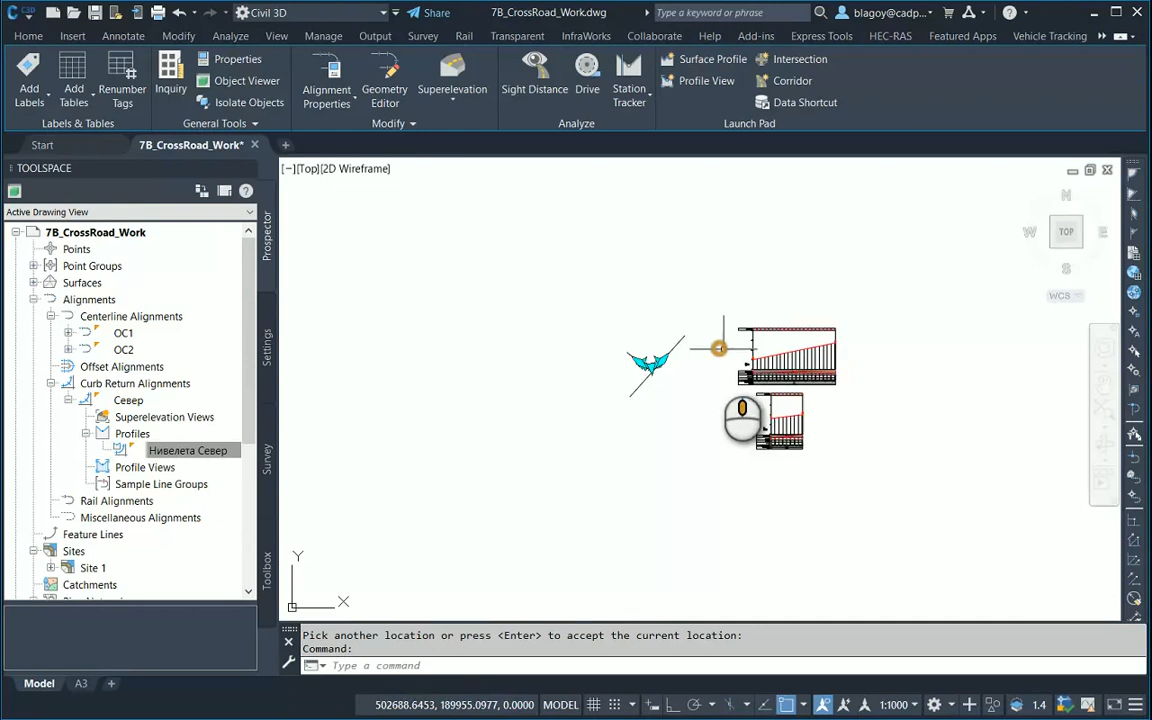 C3D
Civil 3D
Share
7B_CrossRoad_Work.dwg
Type a keyword or phrase
blagoy@cadp...
Home Insert Annotate Modify Analyze View Manage Output Survey Rail Transparent InfraWorks Collaborate Help Add-ins Express Tools HEC-RAS Featured Apps Vehicle Tracking
Add Labels
Add Tables
Renumber Tags
Labels & Tables
Inquiry
Properties
Object Viewer
Isolate Objects
General Tools
Alignment Properties
Geometry Editor
Superelevation
Modify
Sight Distance
Drive
Station Tracker
Analyze
Surface Profile
Intersection
Profile View
Corridor
Data Shortcut
Launch Pad
Start
7B_CrossRoad_Work*
TOOLSPACE
Active Drawing View
7B_CrossRoad_Work
Points
Point Groups
Surfaces
Alignments
Centerline Alignments
ОС1
ОС2
Offset Alignments
Curb Return Alignments
Север
Superelevation Views
Profiles
Нивелета Север
Profile Views
Sample Line Groups
Rail Alignments
Miscellaneous Alignments
Feature Lines
Sites
Site 1
Catchments
Prospector
Settings
Survey
Toolbox
[−][Top][2D Wireframe]
N
W TOP E
S
WCS
Y
X
Pick another location or press <Enter> to accept the current location:
Command:
Type a command
Model A3
502688.6453, 189955.0977, 0.0000 MODEL
1:1000
1.4